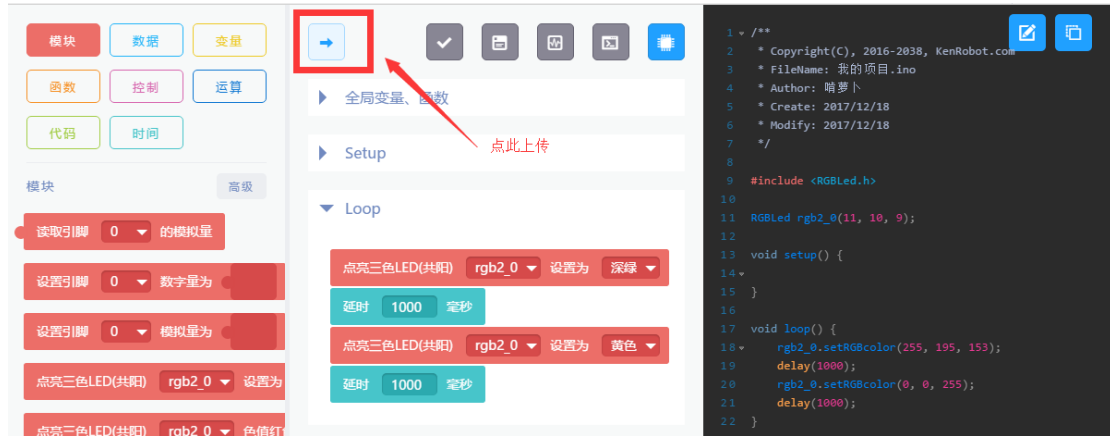 模块
数据
变量
函数
控制
运算
代码
时间
模块
高级
读取引脚 0 的模拟量
设置引脚 0 数字量为
设置引脚 0 模拟量为
点亮三色LED(共阳) rgb2_0 设置为
点亮三色LED(共阳) rgb2_0 色值红
全局变量、函数
点此上传
Setup
Loop
点亮三色LED(共阳) rgb2_0 设置为 深绿
延时 1000 毫秒
点亮三色LED(共阳) rgb2_0 设置为 黄色
延时 1000 毫秒
1 /**
2 * Copyright(C), 2016-2038, KenRobot.com
3 * FileName: 我的项目.ino
4 * Author: 啃萝卜
5 * Create: 2017/12/18
6 * Modify: 2017/12/18
7 */
8
9 #include <RGBLed.h>
10
11 RGBLed rgb2_0(11, 10, 9);
12
13 void setup() {
14
15 }
16
17 void loop() {
18 rgb2_0.setRGBcolor(255, 195, 153);
19 delay(1000);
20 rgb2_0.setRGBcolor(0, 0, 255);
21 delay(1000);
22 }